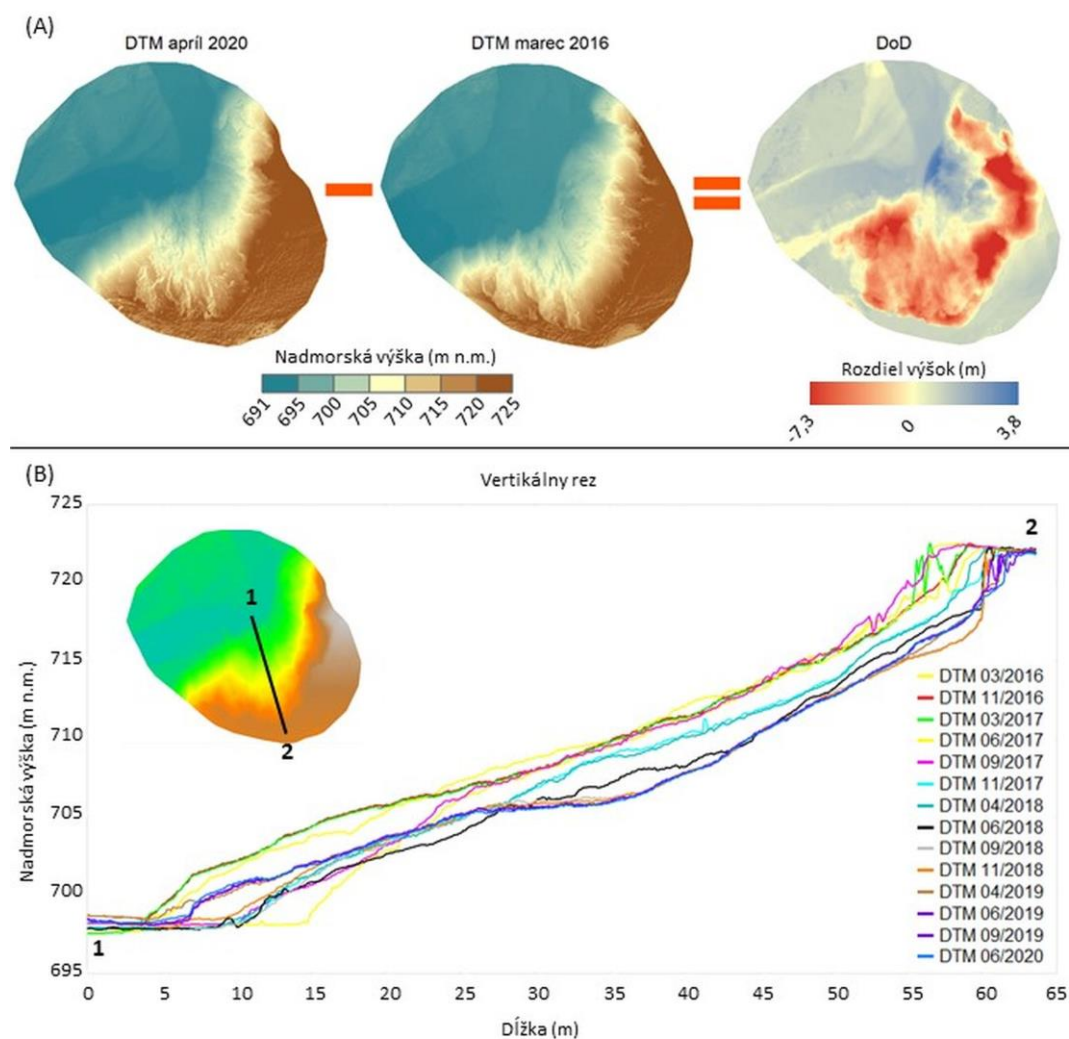 (A)
DTM apríl 2020
DTM marec 2016
DoD
Nadmorská výška (m n.m.)
691 695 700 705 710 715 720 725
Rozdiel výšok (m)
-7,3 0 3,8
(B)
Vertikálny rez
725
720
715
710
705
700
695
Nadmorská výška (m n.m.)
1
2
1
2
DTM 03/2016
DTM 11/2016
DTM 03/2017
DTM 06/2017
DTM 09/2017
DTM 11/2017
DTM 04/2018
DTM 06/2018
DTM 09/2018
DTM 11/2018
DTM 04/2019
DTM 06/2019
DTM 09/2019
DTM 06/2020
0 5 10 15 20 25 30 35 40 45 50 55 60 65
Dĺžka (m)